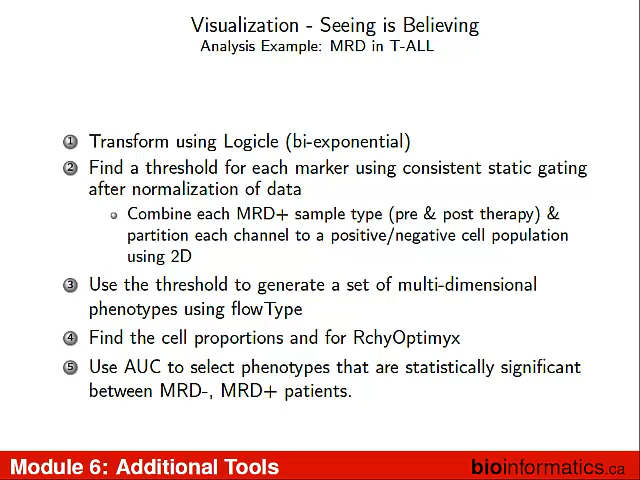 Visualization - Seeing is Believing
Analysis Example: MRD in T-ALL
1 Transform using Logicle (bi-exponential)
2 Find a threshold for each marker using consistent static gating
after normalization of data
Combine each MRD+ sample type (pre & post therapy) &
partition each channel to a positive/negative cell population
using 2D
3 Use the threshold to generate a set of multi-dimensional
phenotypes using flowType
4 Find the cell proportions and for RchyOptimyx
5 Use AUC to select phenotypes that are statistically significant
between MRD-, MRD+ patients.
Module 6: Additional Tools bioinformatics.ca